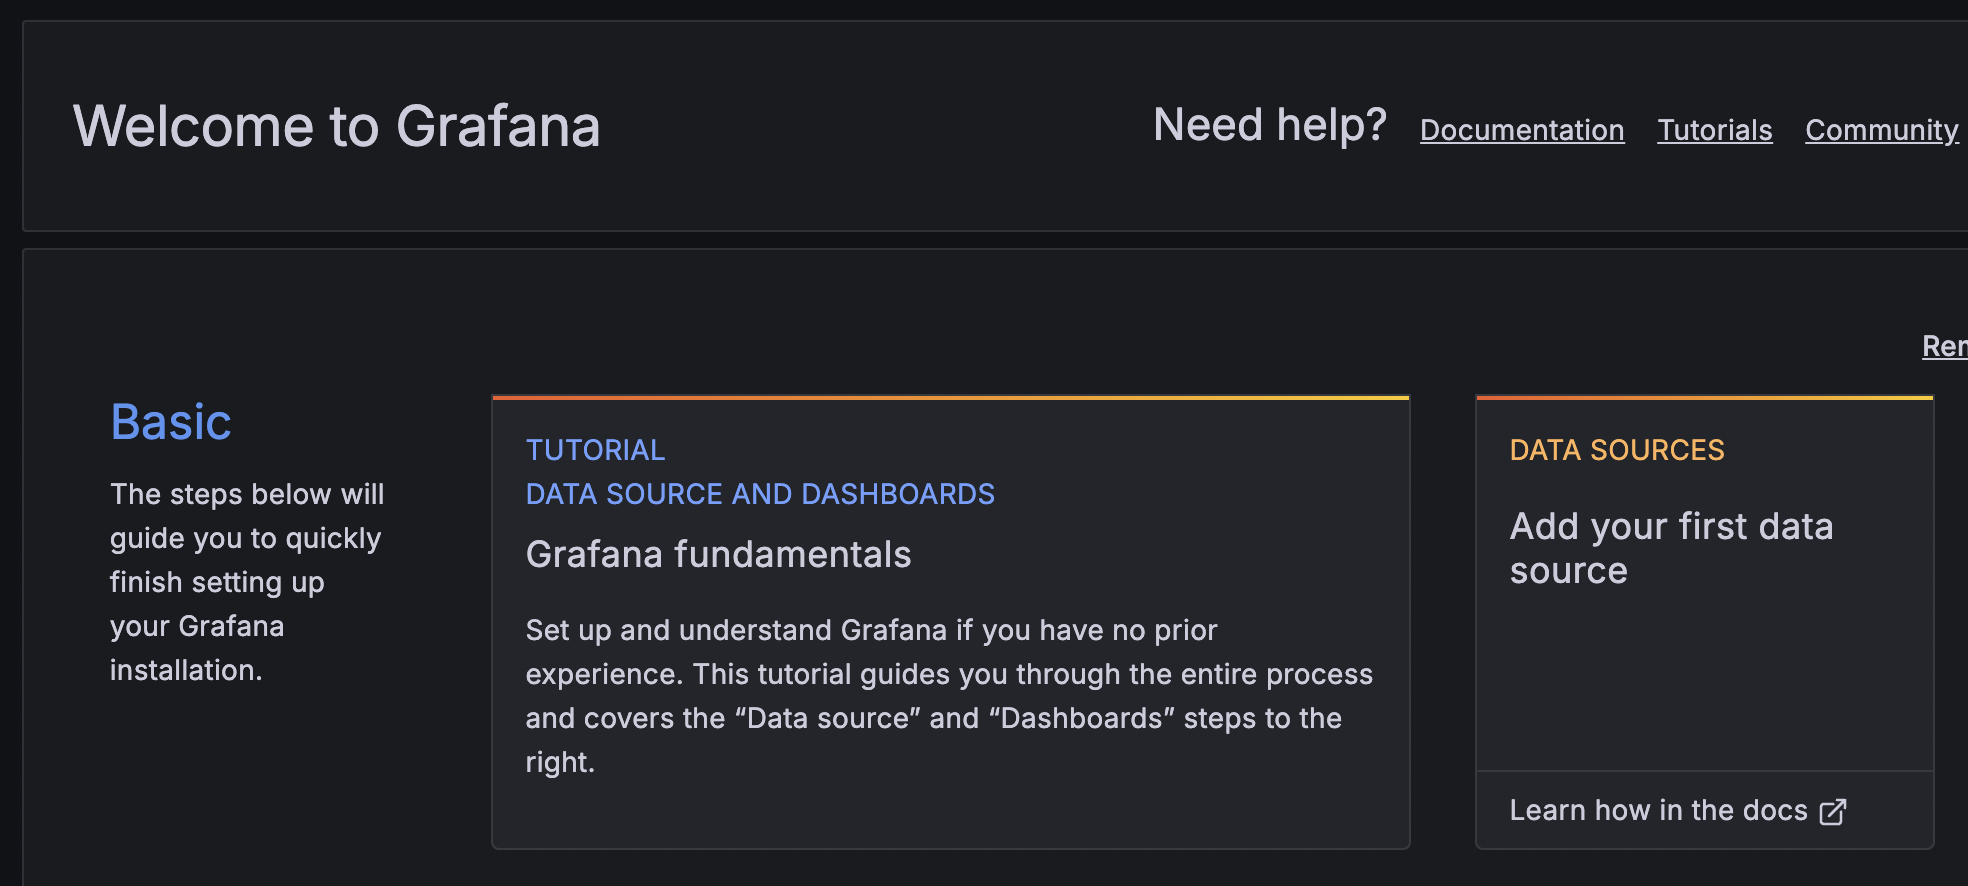 Welcome to Grafana
Need help?
Documentation
Tutorials
Community
Basic
The steps below will
guide you to quickly
finish setting up
your Grafana
installation.
TUTORIAL
DATA SOURCE AND DASHBOARDS
Grafana fundamentals
Set up and understand Grafana if you have no prior
experience. This tutorial guides you through the entire process
and covers the “Data source” and “Dashboards” steps to the
right.
DATA SOURCES
Add your first data
source
Learn how in the docs